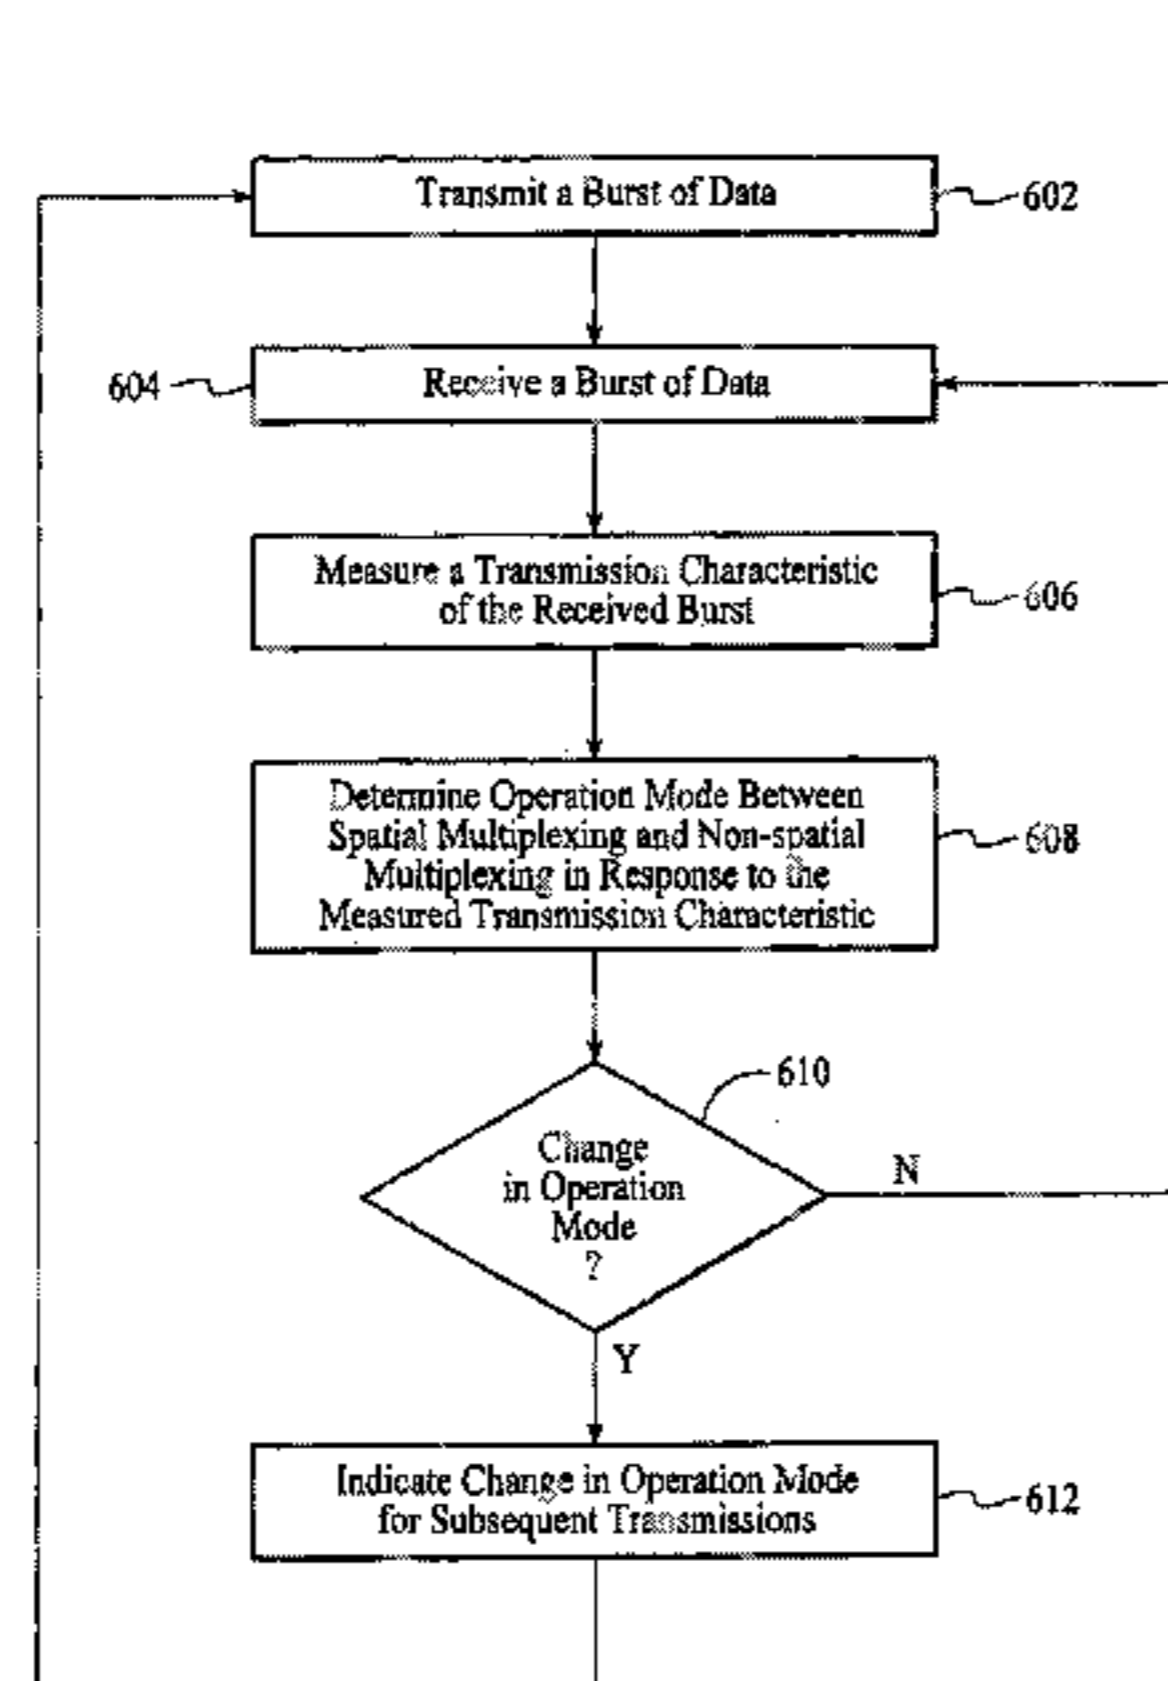 Transmit a Burst of Data
602
604
Receive a Burst of Data
Measure a Transmission Characteristic
of the Received Burst
606
Determine Operation Mode Between
Spatial Multiplexing and Non-spatial
Multiplexing in Response to the
Measured Transmission Characteristic
608
610
Change
in Operation
Mode
?
N
Y
Indicate Change in Operation Mode
for Subsequent Transmissions
612